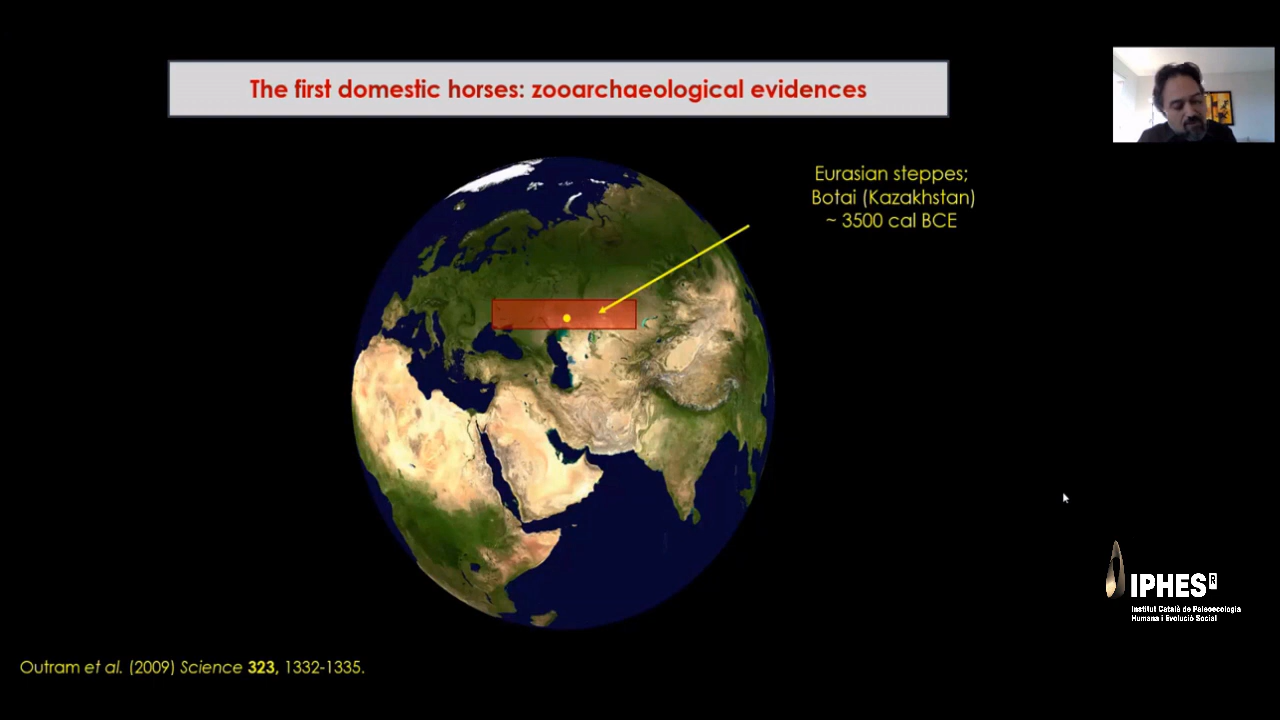 The first domestic horses: zooarchaeological evidences
Eurasian steppes;
Botai (Kazakhstan)
~ 3500 cal BCE
IPHES R
Institut Català de Paleoecologia
Humana i Evolució Social
Outram et al. (2009) Science 323, 1332-1335.